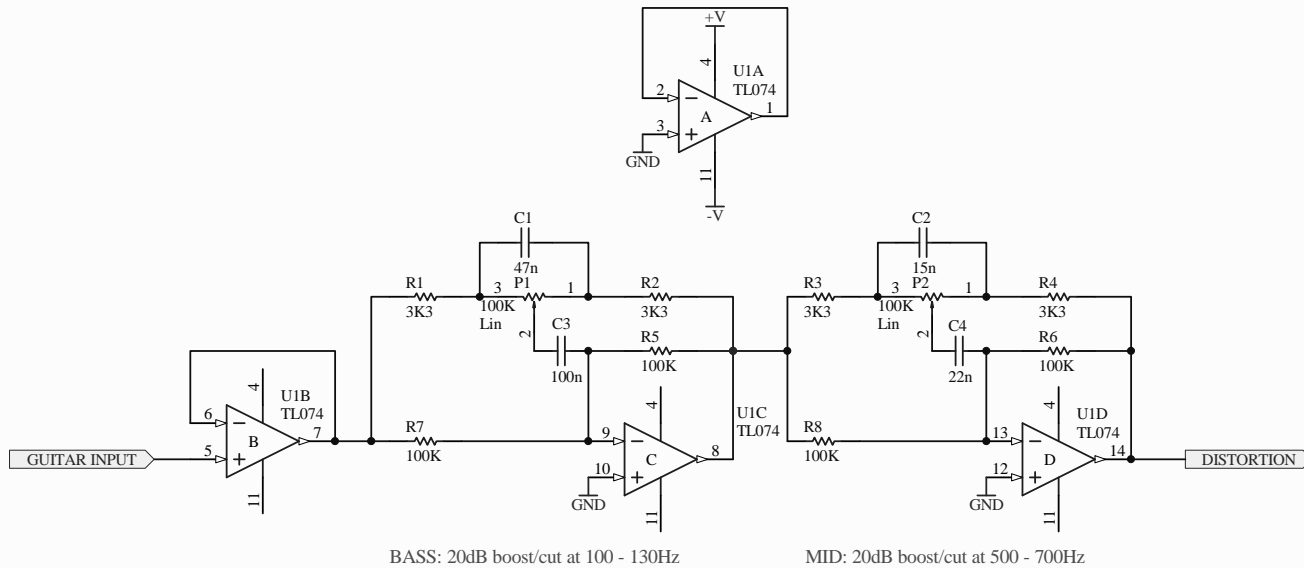 +V
4
U1A
TL074
2
1
A
3
GND
11
-V
C1
47n
R1
3K3
3
P1
1
100K
Lin
2
R2
3K3
C3
100n
R5
100K
C2
15n
R3
3K3
3
P2
1
100K
Lin
2
R4
3K3
C4
22n
R6
100K
4
U1B
TL074
6
7
B
5
11
GUITAR INPUT
R7
100K
4
U1C
TL074
9
8
C
10
GND
11
R8
100K
4
U1D
TL074
13
14
D
12
GND
11
DISTORTION
BASS: 20dB boost/cut at 100 - 130Hz
MID: 20dB boost/cut at 500 - 700Hz